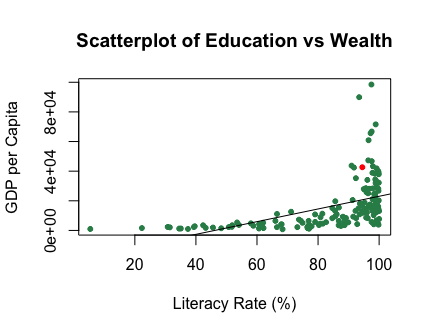 Scatterplot of Education vs Wealth
GDP per Capita
8e+04
4e+04
0e+00
20 40 60 80 100
Literacy Rate (%)